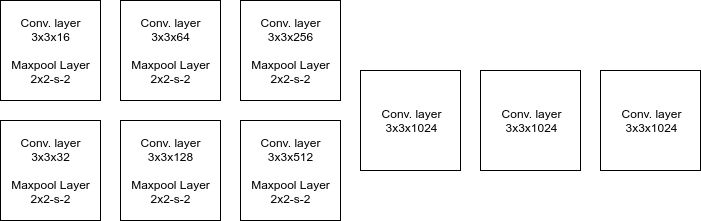 Conv. layer
3x3x16
Maxpool Layer
2x2-s-2
Conv. layer
3x3x32
Maxpool Layer
2x2-s-2
Conv. layer
3x3x64
Maxpool Layer
2x2-s-2
Conv. layer
3x3x128
Maxpool Layer
2x2-s-2
Conv. layer
3x3x256
Maxpool Layer
2x2-s-2
Conv. layer
3x3x512
Maxpool Layer
2x2-s-2
Conv. layer
3x3x1024
Conv. layer
3x3x1024
Conv. layer
3x3x1024